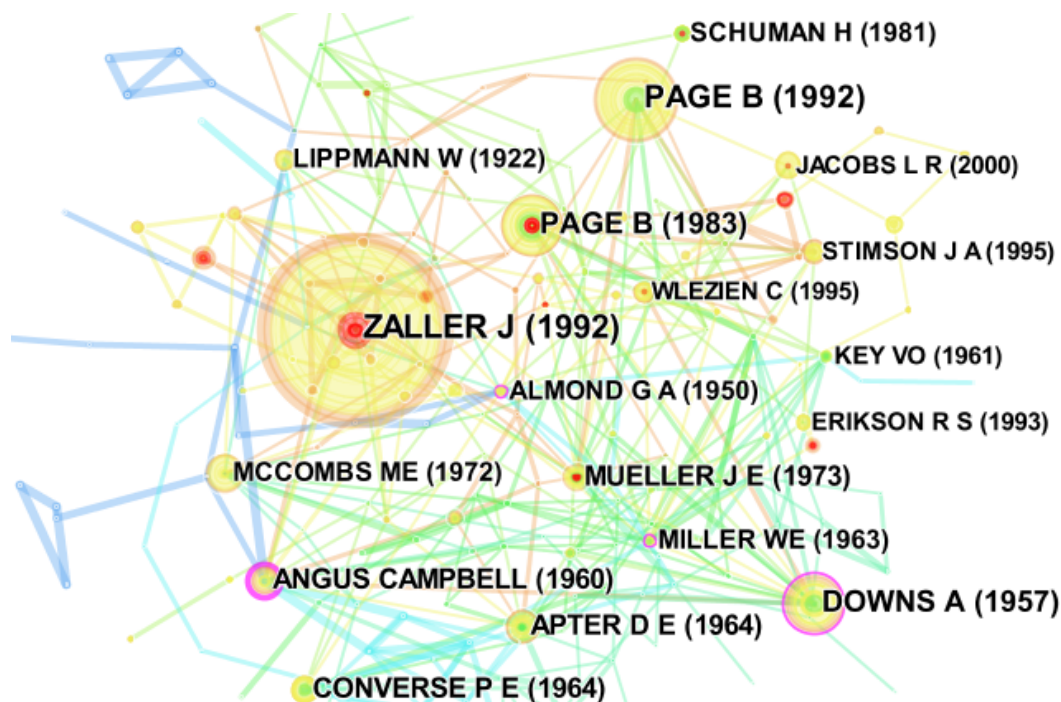 SCHUMAN H (1981)
PAGE B (1992)
LIPPMANN W (1922)
JACOBS L R (2000)
PAGE B (1983)
STIMSON J A (1995)
WLEZIEN C (1995)
ZALLER J (1992)
KEY VO (1961)
ALMOND G A (1950)
ERIKSON R S (1993)
MCCOMBS ME (1972)
MUELLER J E (1973)
MILLER WE (1963)
ANGUS CAMPBELL (1960)
DOWNS A (1957)
APTER D E (1964)
CONVERSE P E (1964)